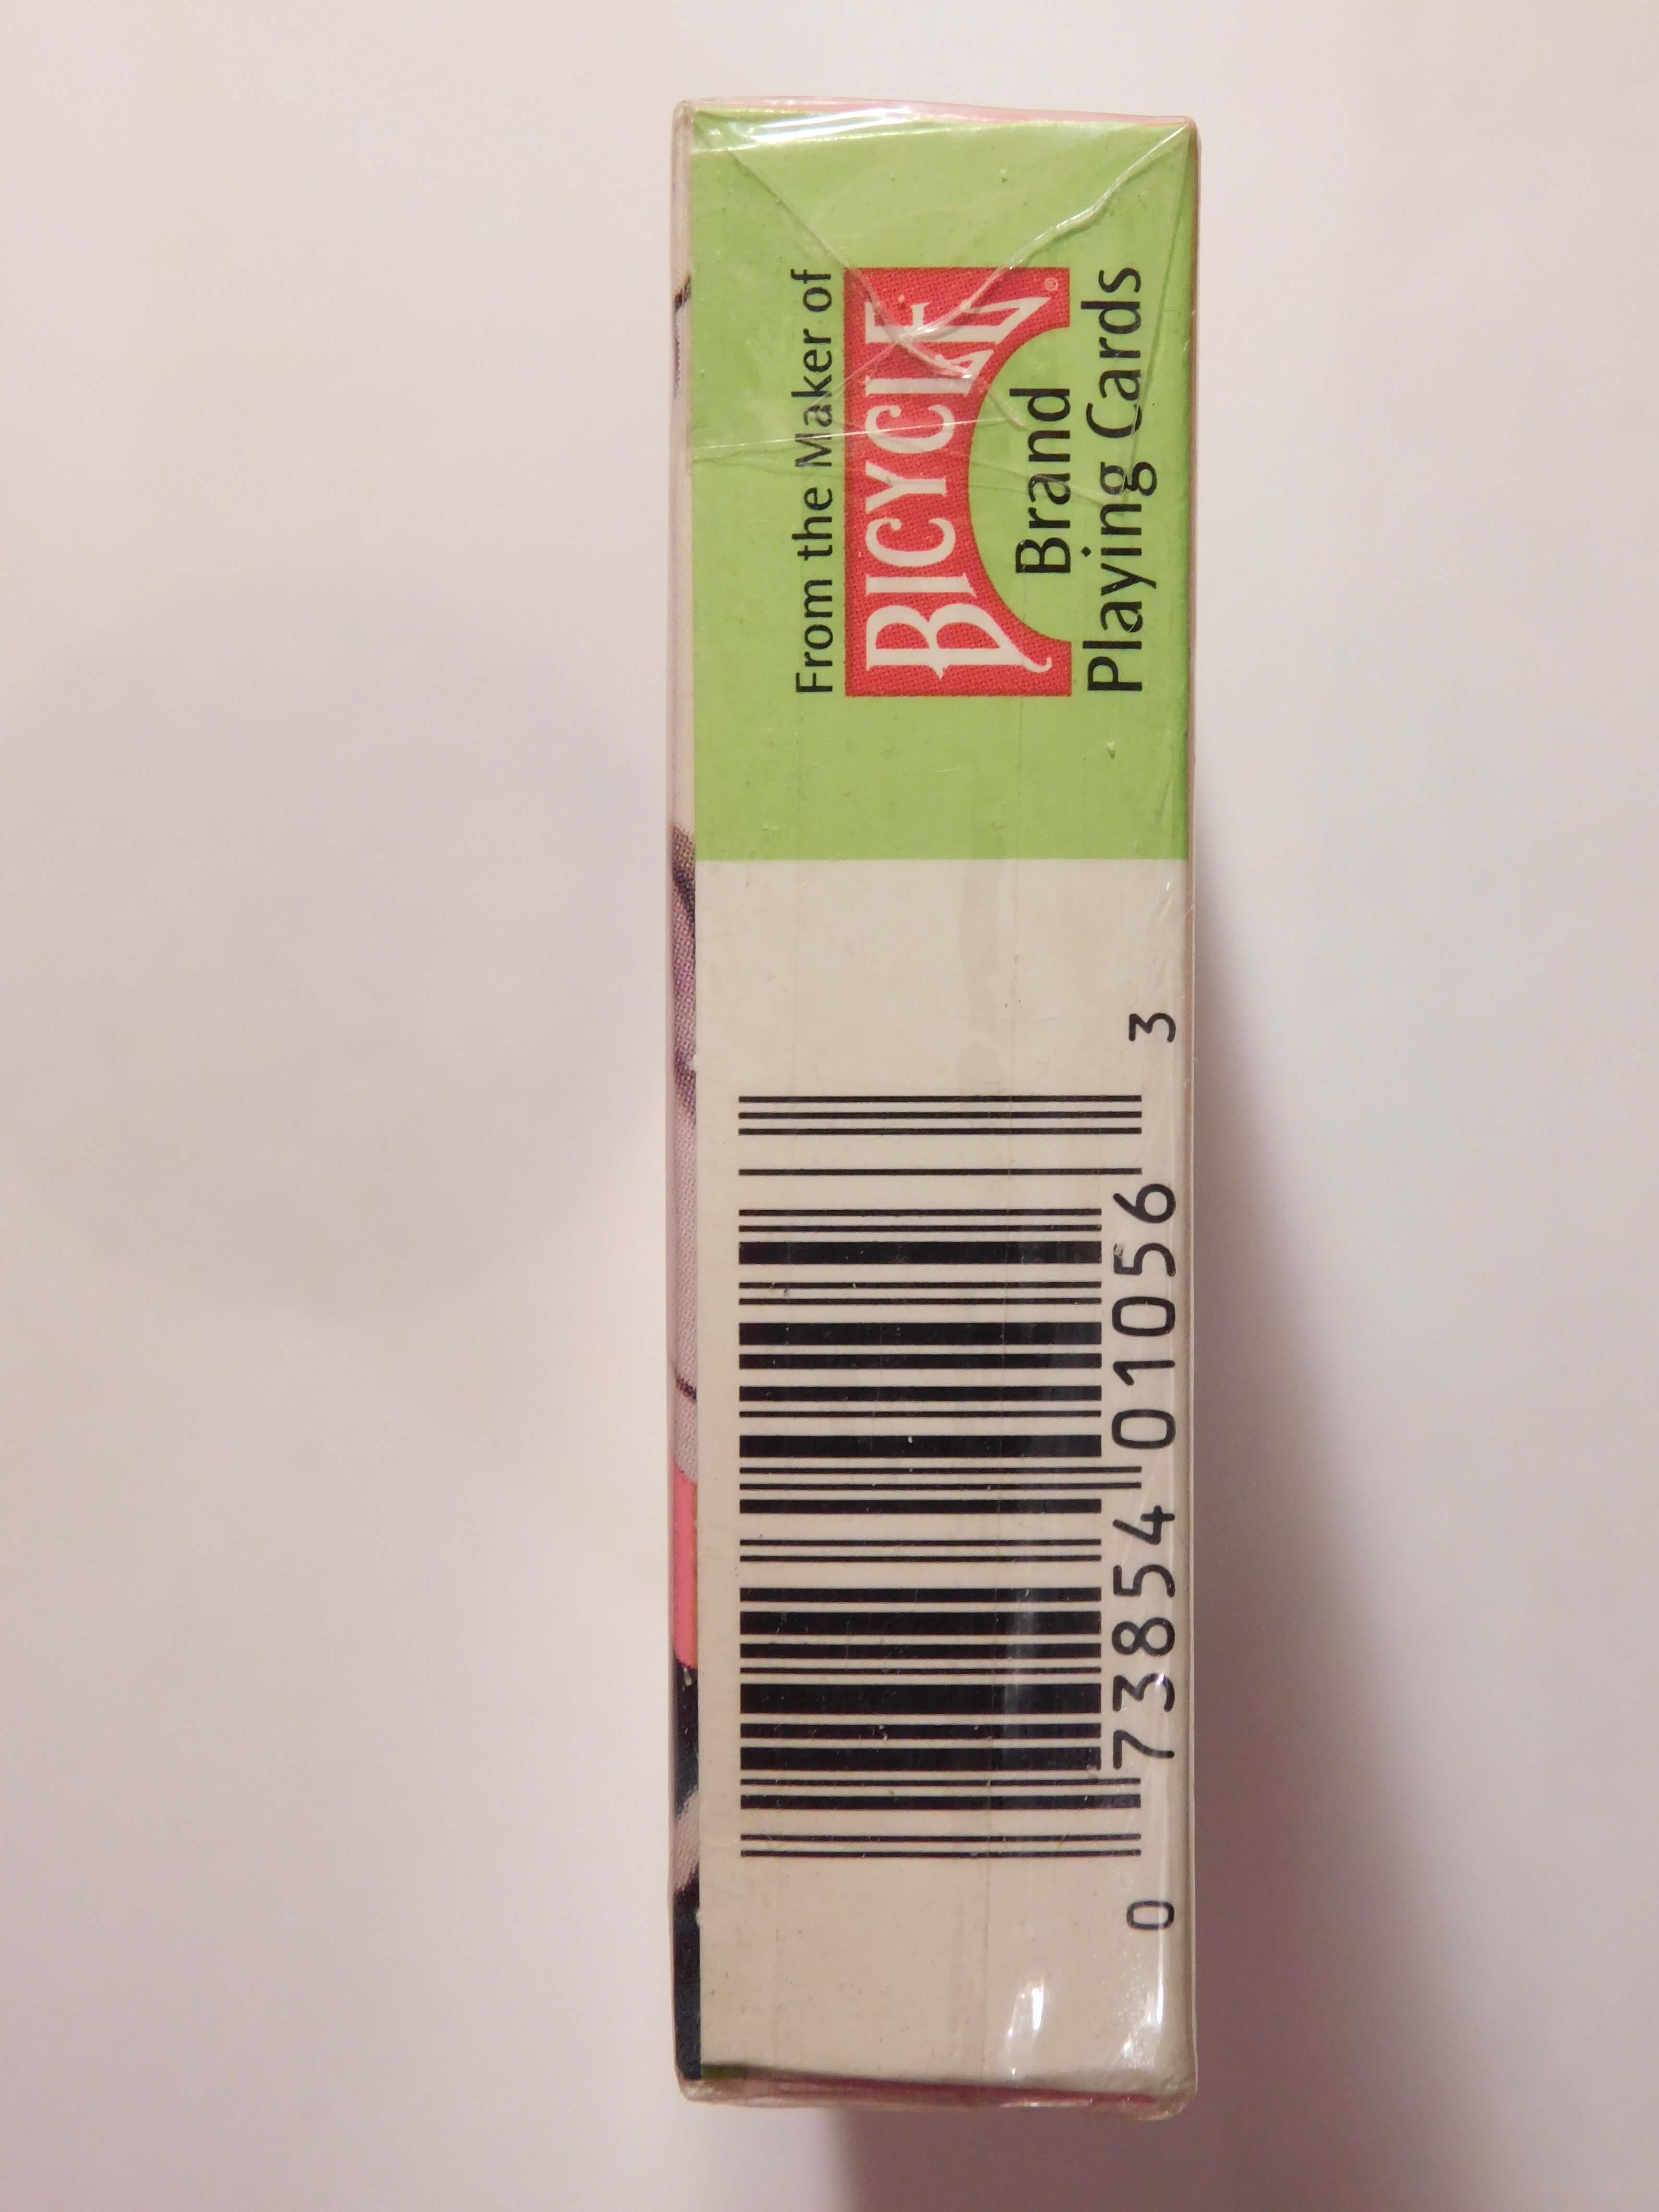 From the Maker of
BICYCLE®
Brand
Playing Cards
0 73854 01056 3